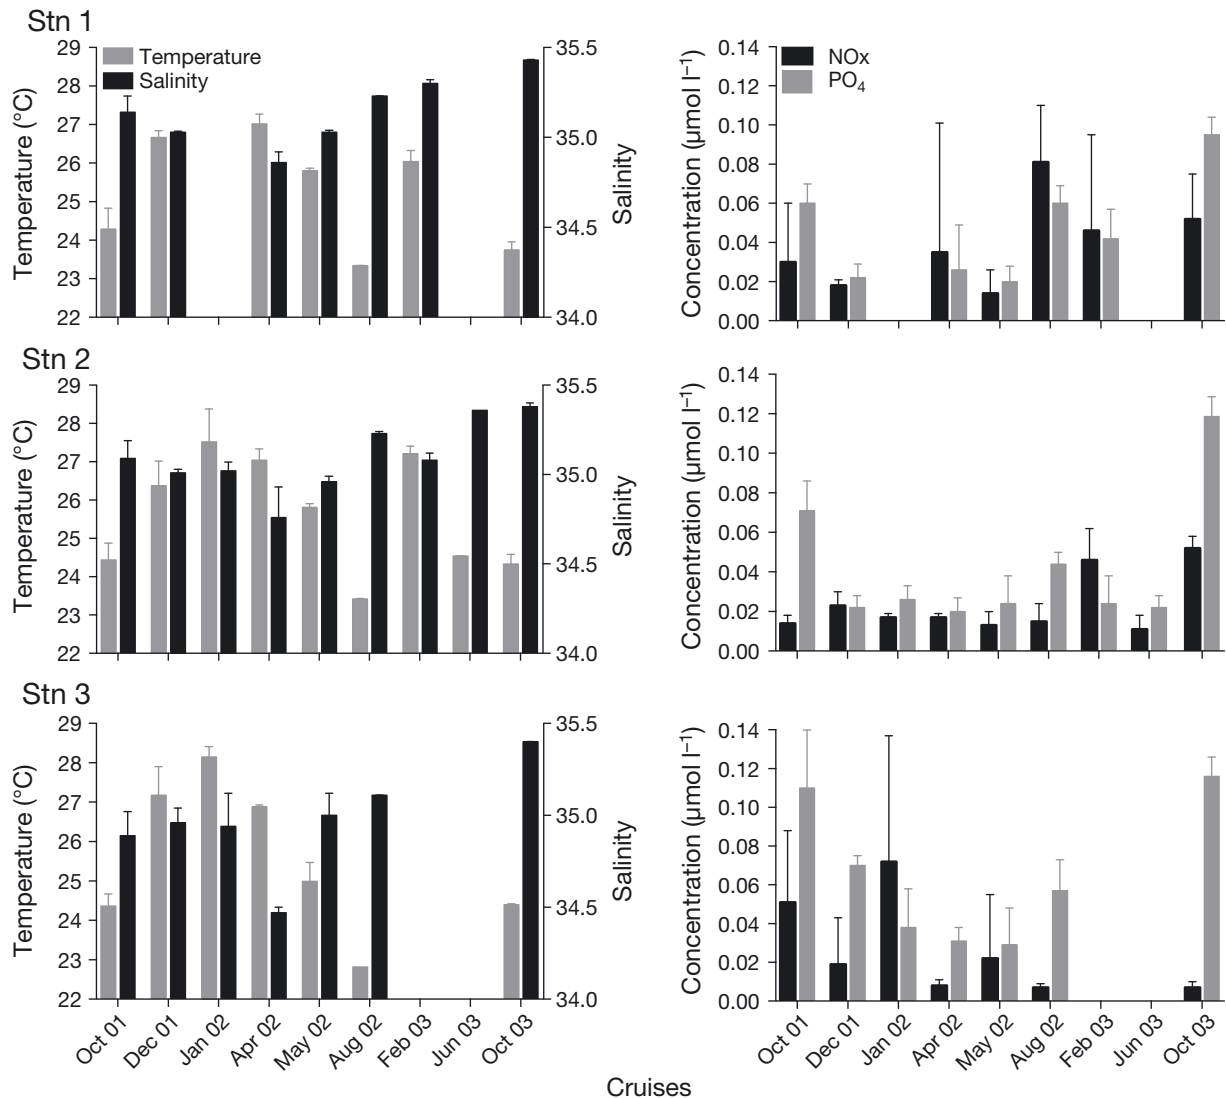 Stn 1
29
28
27
26
25
24
23
22
Temperature (°C)
Temperature
Salinity
35.5
35.0
34.5
34.0
Salinity
0.14
0.12
0.10
0.08
0.06
0.04
0.02
0.00
Concentration (µmol l⁻¹)
NOx
PO₄
Stn 2
29
28
27
26
25
24
23
22
Temperature (°C)
35.5
35.0
34.5
34.0
Salinity
0.14
0.12
0.10
0.08
0.06
0.04
0.02
0.00
Concentration (µmol l⁻¹)
Stn 3
29
28
27
26
25
24
23
22
Temperature (°C)
35.5
35.0
34.5
34.0
Salinity
Oct 01
Dec 01
Jan 02
Apr 02
May 02
Aug 02
Feb 03
Jun 03
Oct 03
0.14
0.12
0.10
0.08
0.06
0.04
0.02
0.00
Concentration (µmol l⁻¹)
Oct 01
Dec 01
Jan 02
Apr 02
May 02
Aug 02
Feb 03
Jun 03
Oct 03
Cruises